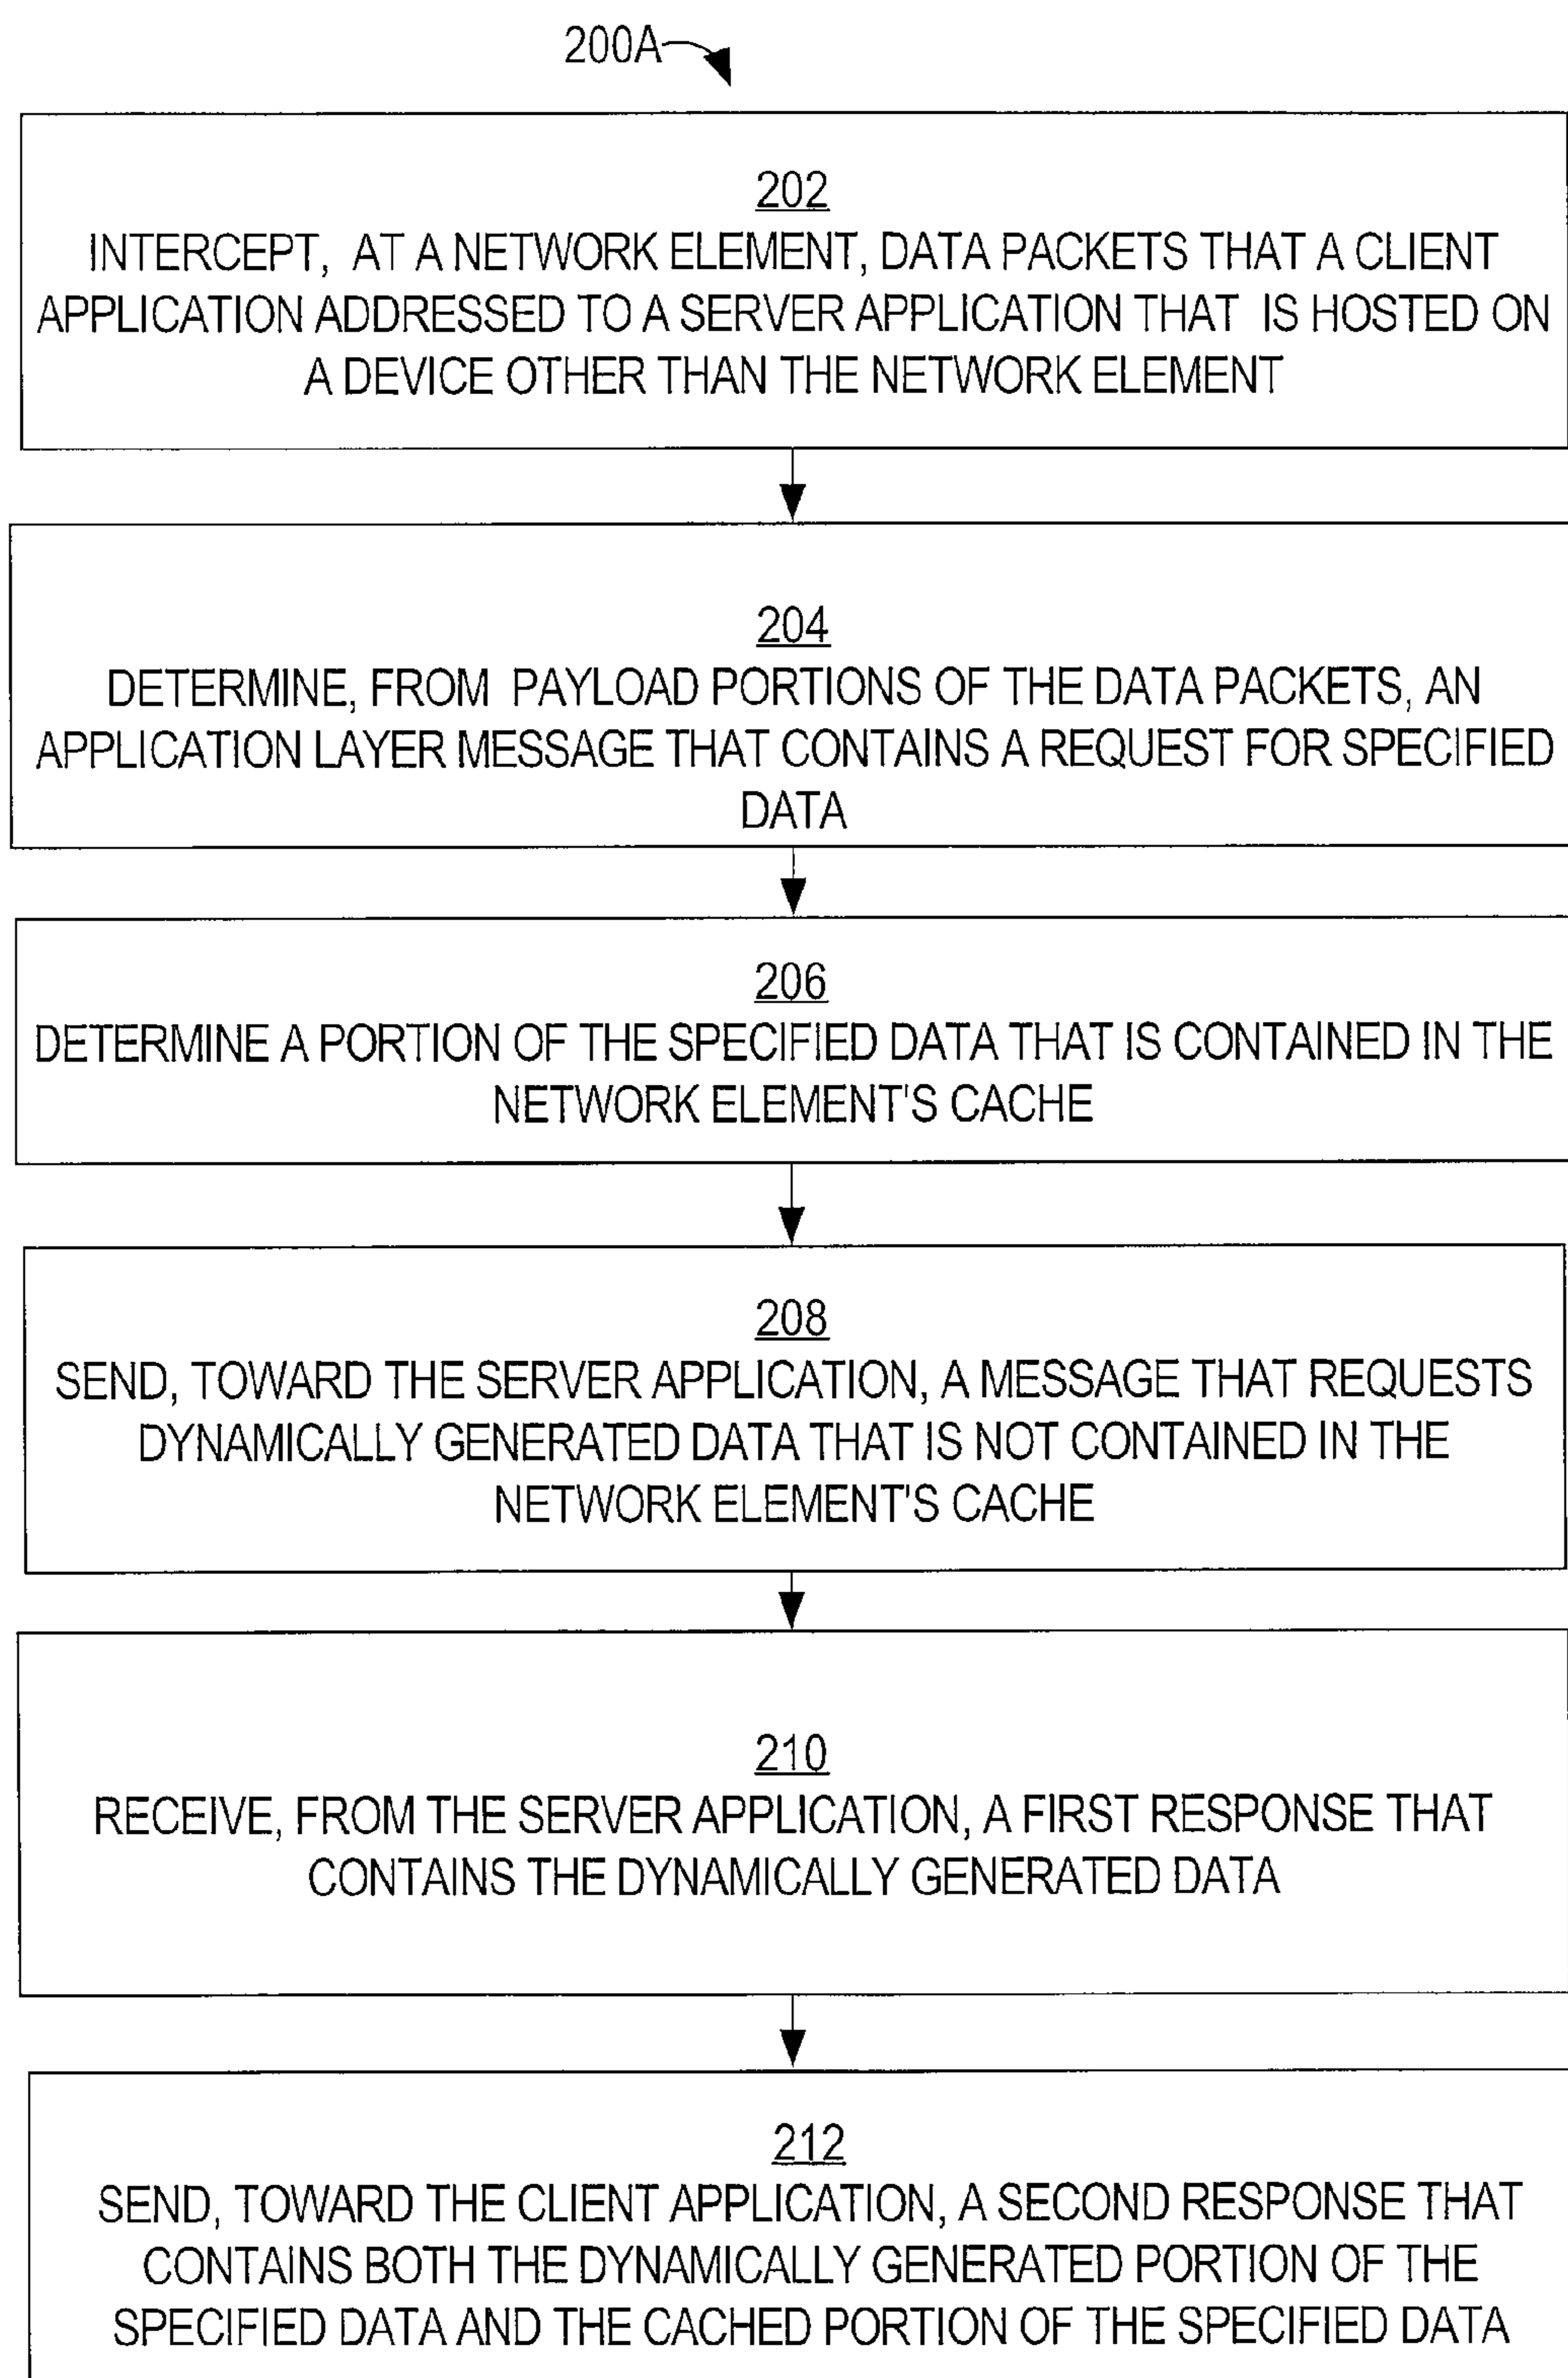 200A
202
INTERCEPT, AT A NETWORK ELEMENT, DATA PACKETS THAT A CLIENT
APPLICATION ADDRESSED TO A SERVER APPLICATION THAT IS HOSTED ON
A DEVICE OTHER THAN THE NETWORK ELEMENT
204
DETERMINE, FROM PAYLOAD PORTIONS OF THE DATA PACKETS, AN
APPLICATION LAYER MESSAGE THAT CONTAINS A REQUEST FOR SPECIFIED
DATA
206
DETERMINE A PORTION OF THE SPECIFIED DATA THAT IS CONTAINED IN THE
NETWORK ELEMENT'S CACHE
208
SEND, TOWARD THE SERVER APPLICATION, A MESSAGE THAT REQUESTS
DYNAMICALLY GENERATED DATA THAT IS NOT CONTAINED IN THE
NETWORK ELEMENT'S CACHE
210
RECEIVE, FROM THE SERVER APPLICATION, A FIRST RESPONSE THAT
CONTAINS THE DYNAMICALLY GENERATED DATA
212
SEND, TOWARD THE CLIENT APPLICATION, A SECOND RESPONSE THAT
CONTAINS BOTH THE DYNAMICALLY GENERATED PORTION OF THE
SPECIFIED DATA AND THE CACHED PORTION OF THE SPECIFIED DATA